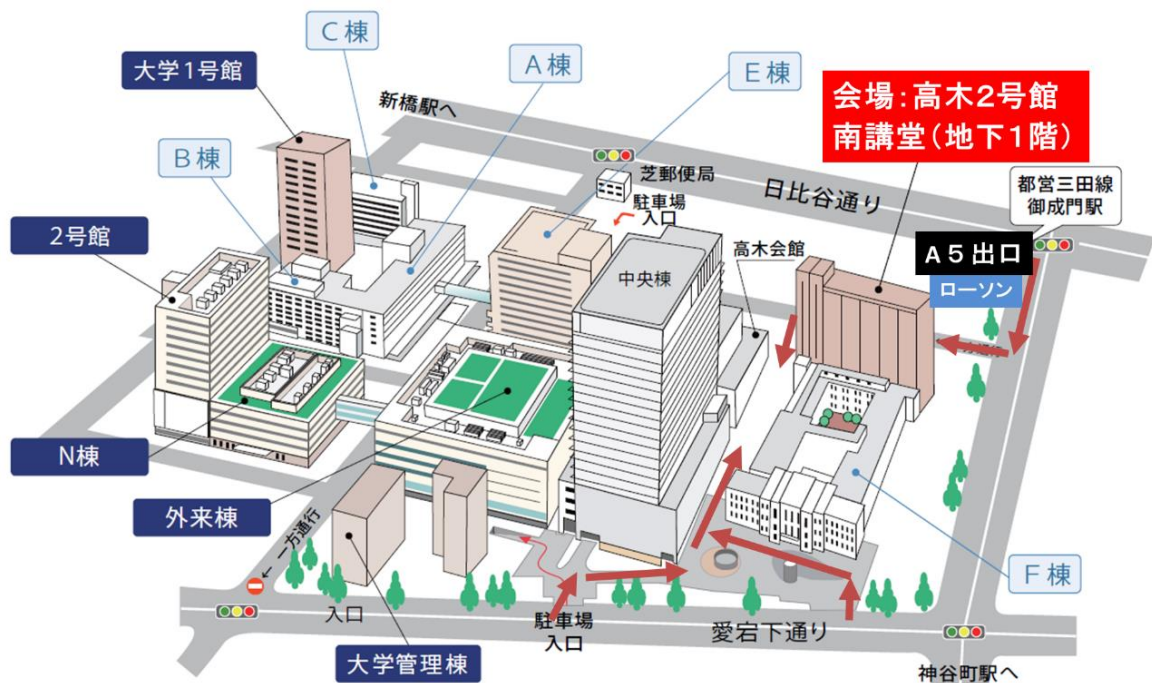 C棟
大学1号館
A棟
E棟
会場:高木2号館
南講堂(地下1階)
新橋駅へ
B棟
芝郵便局
日比谷通り
都営三田線
御成門駅
駐車場
入口
2号館
高木会館
A5出口
ローソン
中央棟
N棟
外来棟
←一方通行
F棟
入口
駐車場
入口
愛宕下通り
大学管理棟
神谷町駅へ